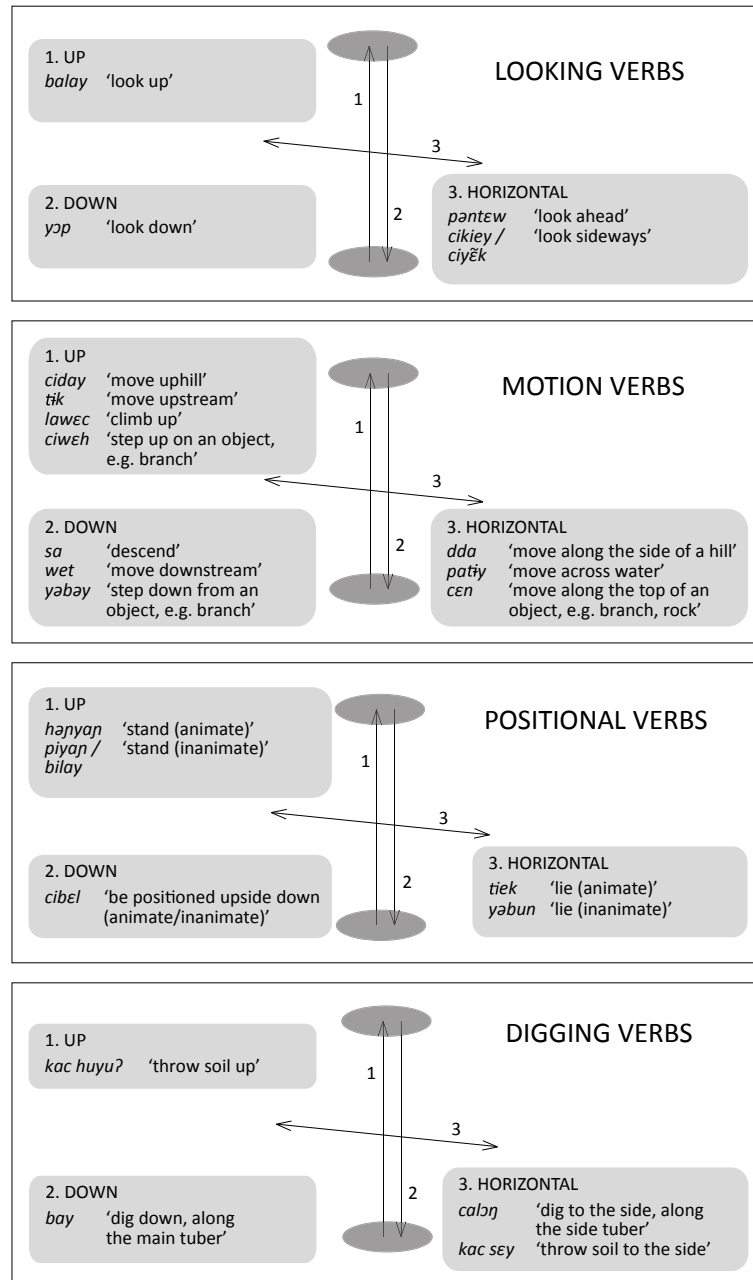 LOOKING VERBS
1. UP
balay ‘look up’
1
3
2. DOWN
yɔp ‘look down’
2
3. HORIZONTAL
pəntɛw ‘look ahead’
cikiey / ‘look sideways’
ciyɛ̃k
MOTION VERBS
1. UP
ciday ‘move uphill’
tɨk ‘move upstream’
lawɛc ‘climb up’
ciwɛh ‘step up on an object,
e.g. branch’
1
3
2. DOWN
sa ‘descend’
wet ‘move downstream’
yəbəy ‘step down from an
object, e.g. branch’
2
3. HORIZONTAL
dda ‘move along the side of a hill’
patɨy ‘move across water’
cɛn ‘move along the top of an
object, e.g. branch, rock’
POSITIONAL VERBS
1. UP
həɲyaɲ ‘stand (animate)’
piyaɲ / ‘stand (inanimate)’
bilay
1
3
2. DOWN
cibɛl ‘be positioned upside down
(animate/inanimate)’
2
3. HORIZONTAL
tiek ‘lie (animate)’
yəbun ‘lie (inanimate)’
DIGGING VERBS
1. UP
kac huyuʔ ‘throw soil up’
1
3
2. DOWN
bay ‘dig down, along
the main tuber’
2
3. HORIZONTAL
calɔŋ ‘dig to the side, along
the side tuber’
kac sɛy ‘throw soil to the side’